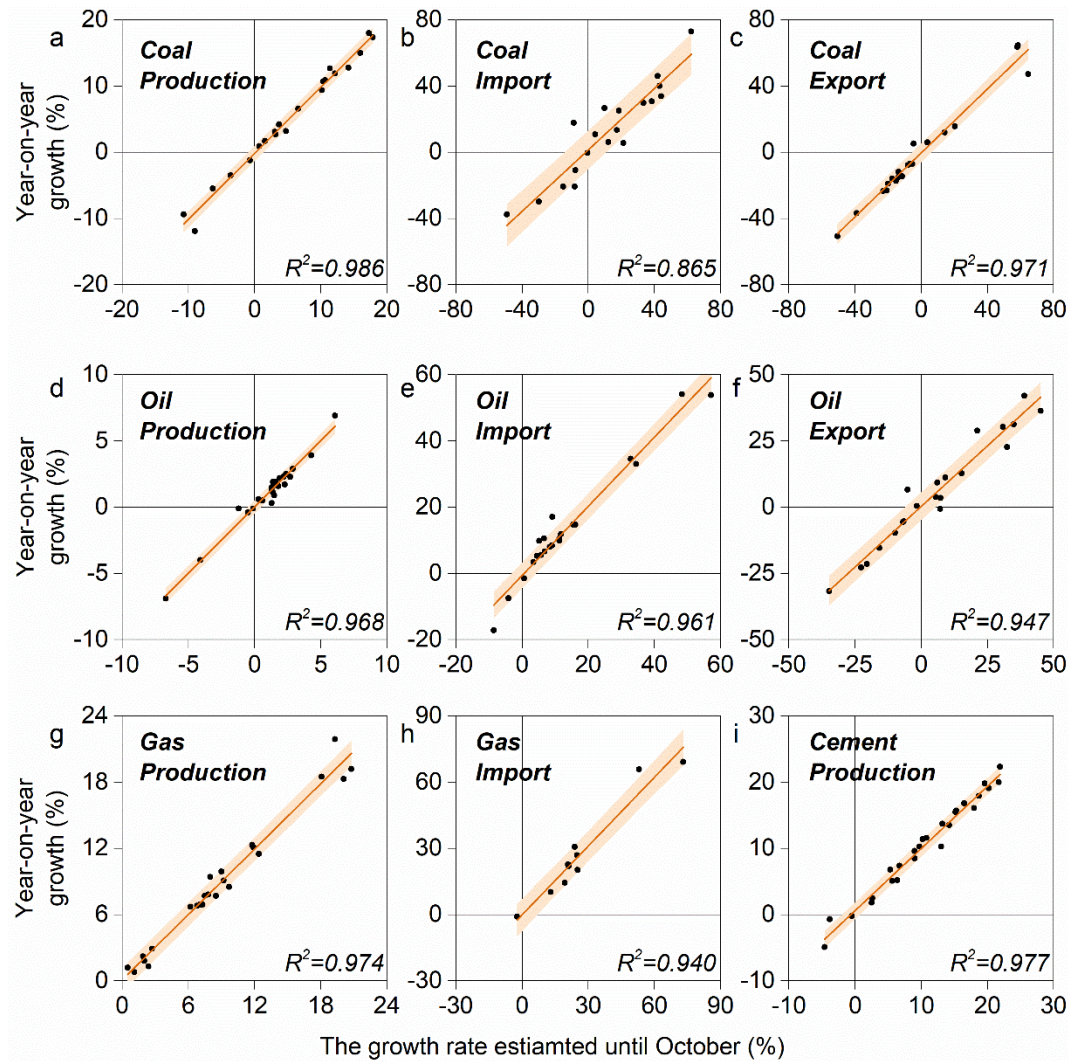 a
Coal
Production
Year-on-year
growth (%)
20
10
0
-10
-20
R²=0.986
-20 -10 0 10 20
b
Coal
Import
80
40
0
-40
-80
R²=0.865
-80 -40 0 40 80
c
Coal
Export
80
40
0
-40
-80
R²=0.971
-80 -40 0 40 80
d
Oil
Production
Year-on-year
growth (%)
10
5
0
-5
-10
R²=0.968
-10 -5 0 5 10
e
Oil
Import
60
40
20
0
-20
R²=0.961
-20 0 20 40 60
f
Oil
Export
50
25
0
-25
-50
R²=0.947
-50 -25 0 25 50
g
Gas
Production
Year-on-year
growth (%)
24
18
12
6
0
R²=0.974
0 6 12 18 24
h
Gas
Import
90
60
30
0
-30
R²=0.940
-30 0 30 60 90
i
Cement
Production
30
20
10
0
-10
R²=0.977
-10 0 10 20 30
The growth rate estiamted until October (%)